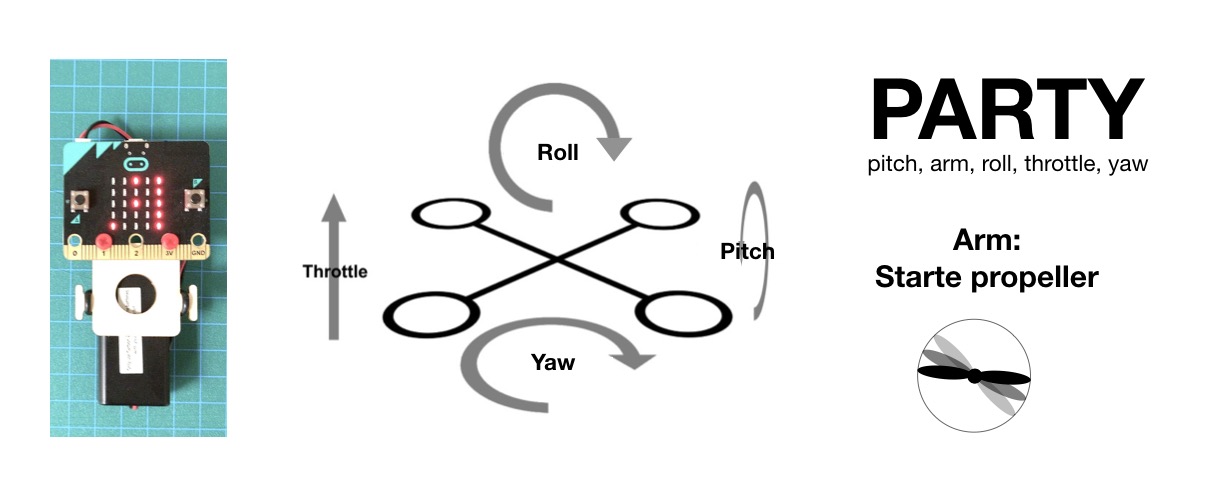 0 1 2 3V GND
Roll
Throttle
Pitch
Yaw
PARTY
pitch, arm, roll, throttle, yaw
Arm:
Starte propeller